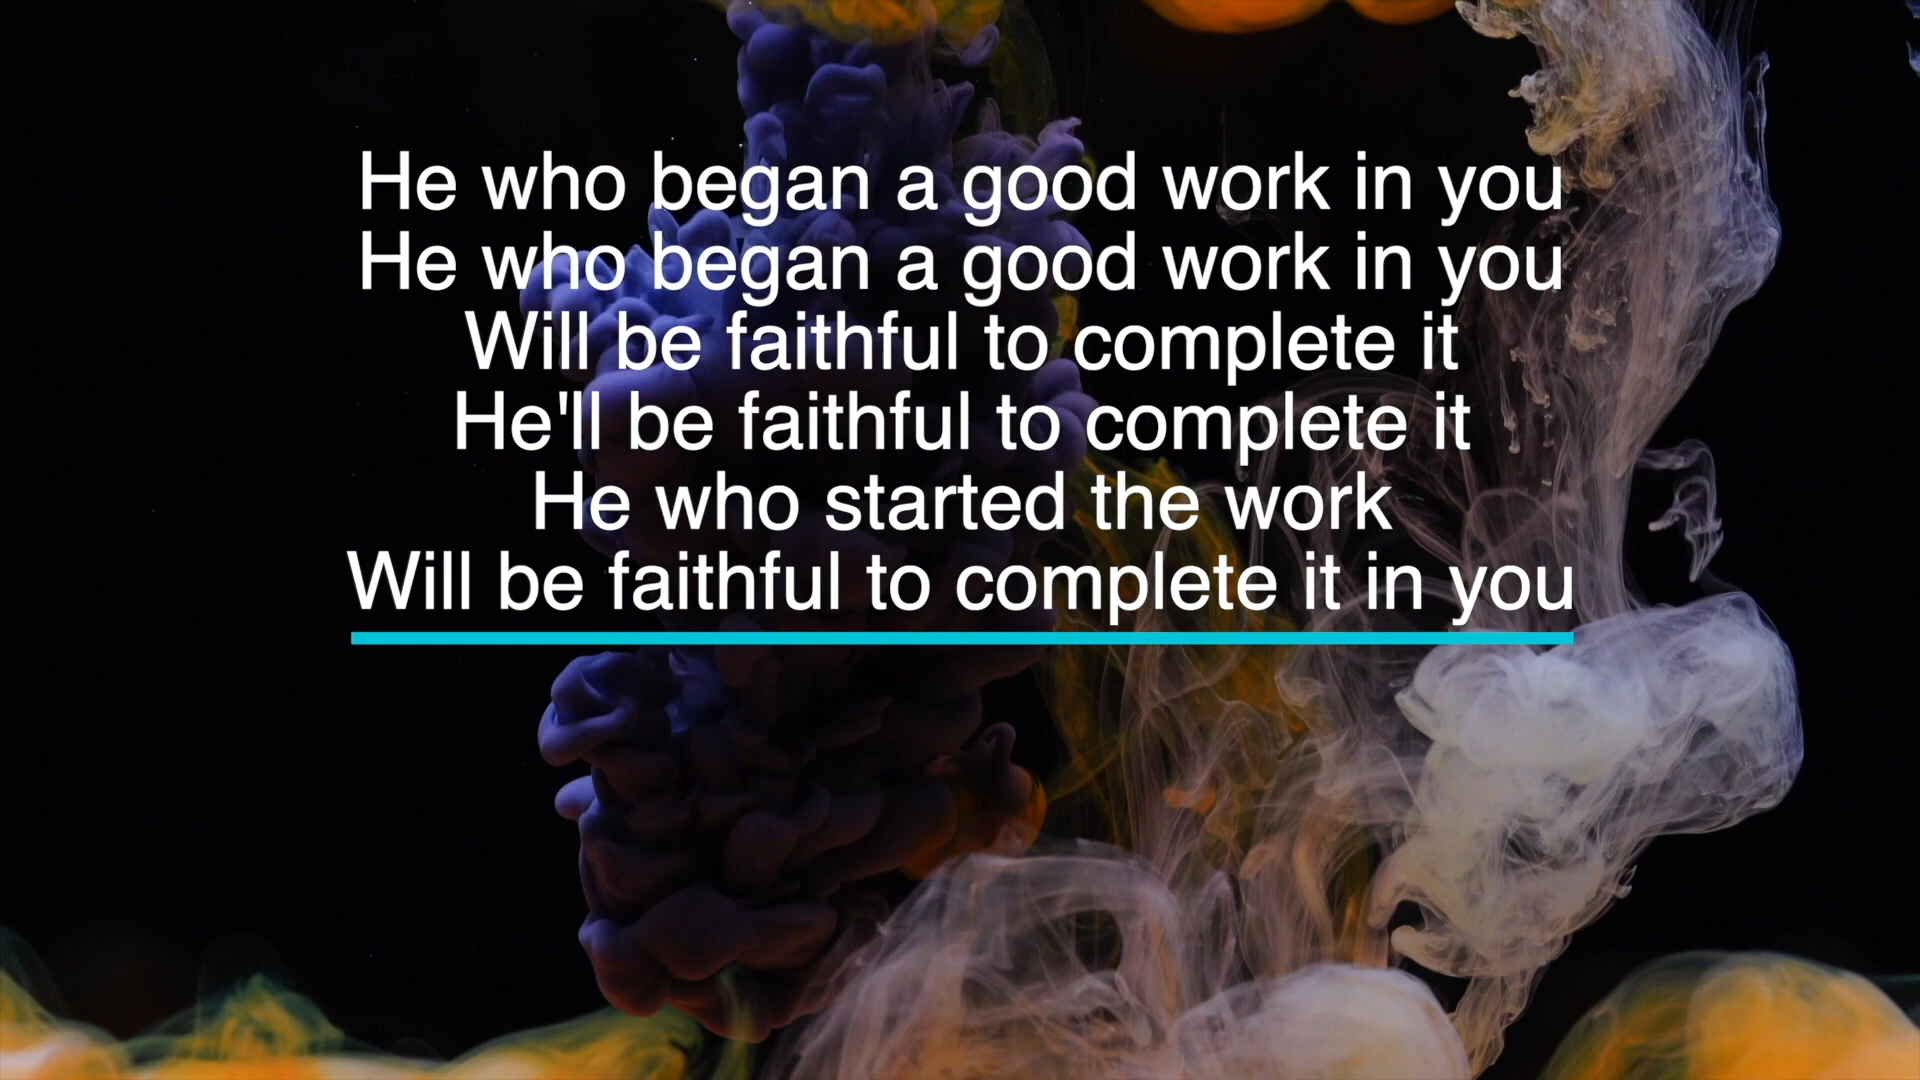 He who began a good work in you
He who began a good work in you
Will be faithful to complete it
He'll be faithful to complete it
He who started the work
Will be faithful to complete it in you